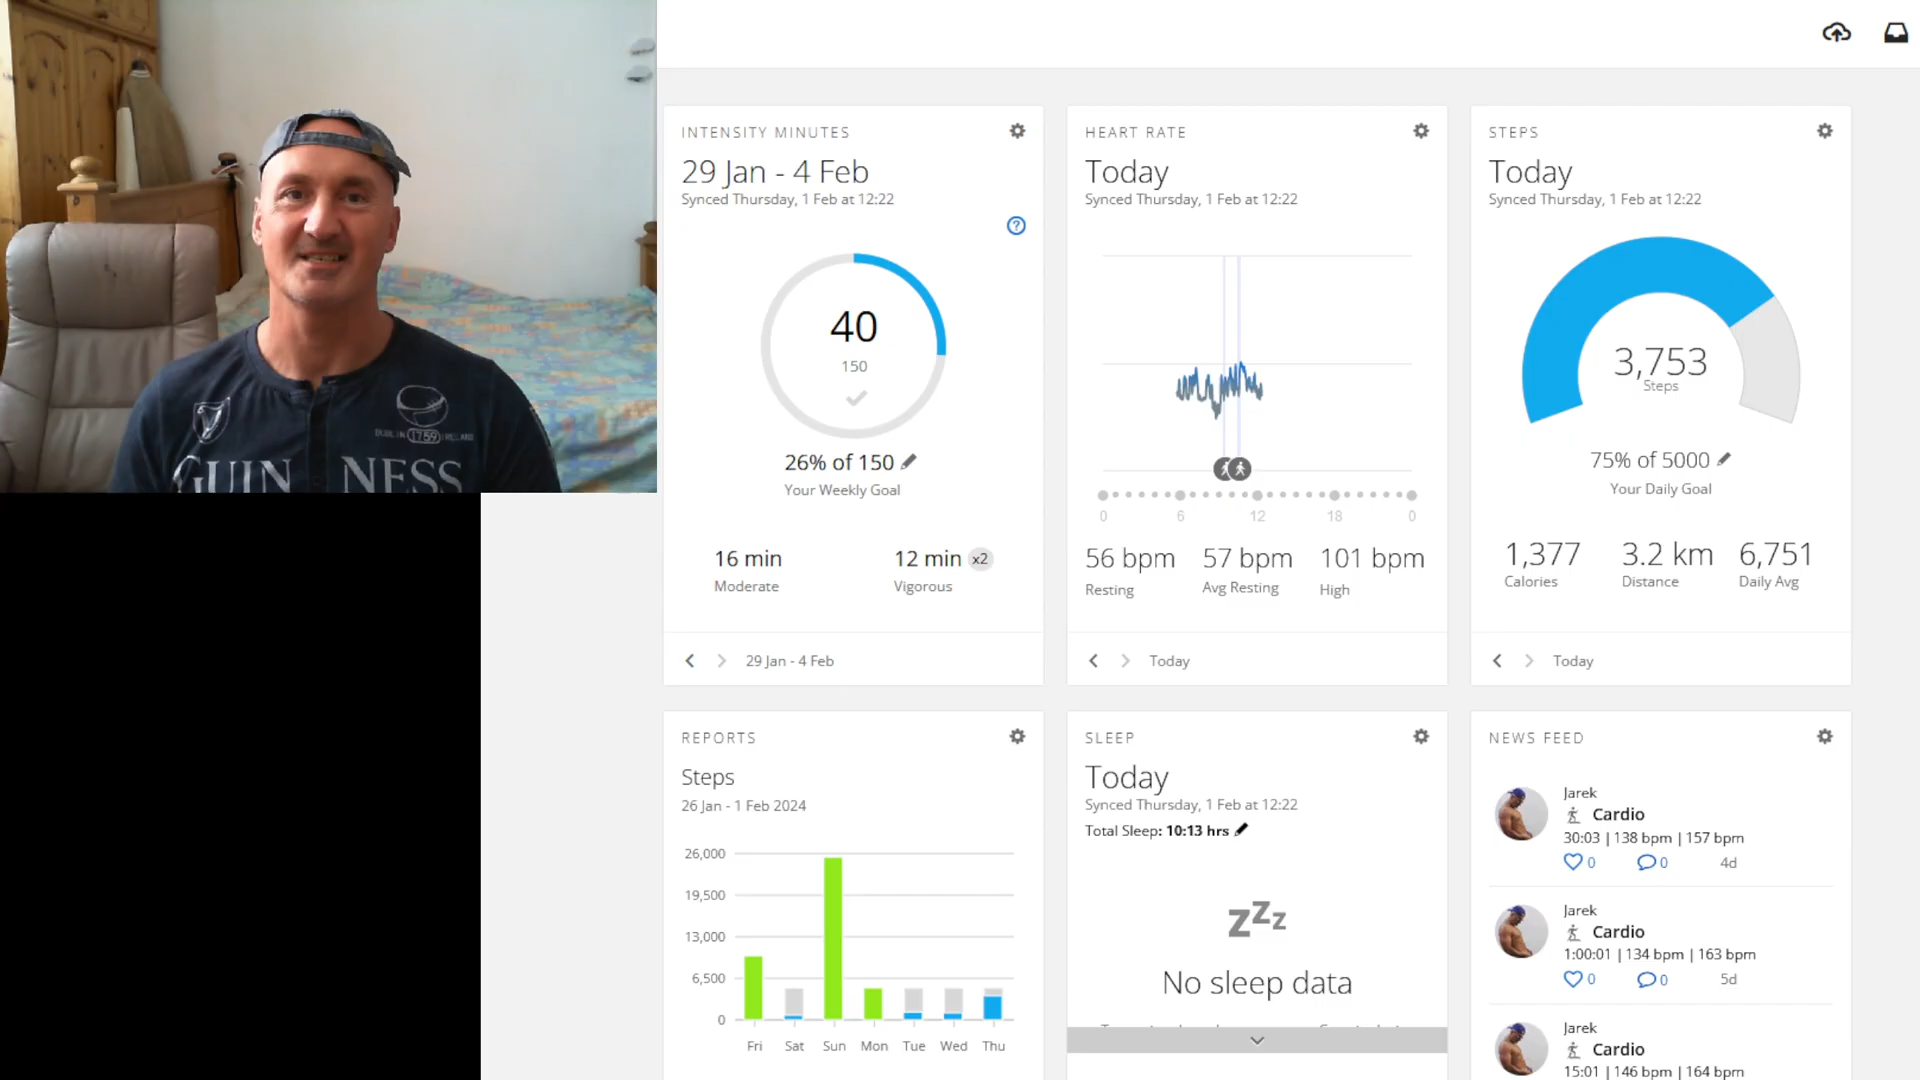 DUBLIN 1759 IRELAND
GUINNESS
INTENSITY MINUTES
29 Jan - 4 Feb
Synced Thursday, 1 Feb at 12:22
?
40
150
26% of 150
Your Weekly Goal
16 min
Moderate
12 min x2
Vigorous
29 Jan - 4 Feb
HEART RATE
Today
Synced Thursday, 1 Feb at 12:22
0 6 12 18 0
56 bpm
Resting
57 bpm
Avg Resting
101 bpm
High
Today
STEPS
Today
Synced Thursday, 1 Feb at 12:22
3,753
Steps
75% of 5000
Your Daily Goal
1,377
Calories
3.2 km
Distance
6,751
Daily Avg
Today
REPORTS
Steps
26 Jan - 1 Feb 2024
26,000
19,500
13,000
6,500
0
Fri Sat Sun Mon Tue Wed Thu
SLEEP
Today
Synced Thursday, 1 Feb at 12:22
Total Sleep: 10:13 hrs
zzz
No sleep data
NEWS FEED
Jarek
Cardio
30:03 | 138 bpm | 157 bpm
0 0 4d
Jarek
Cardio
1:00:01 | 134 bpm | 163 bpm
0 0 5d
Jarek
Cardio
15:01 | 146 bpm | 164 bpm